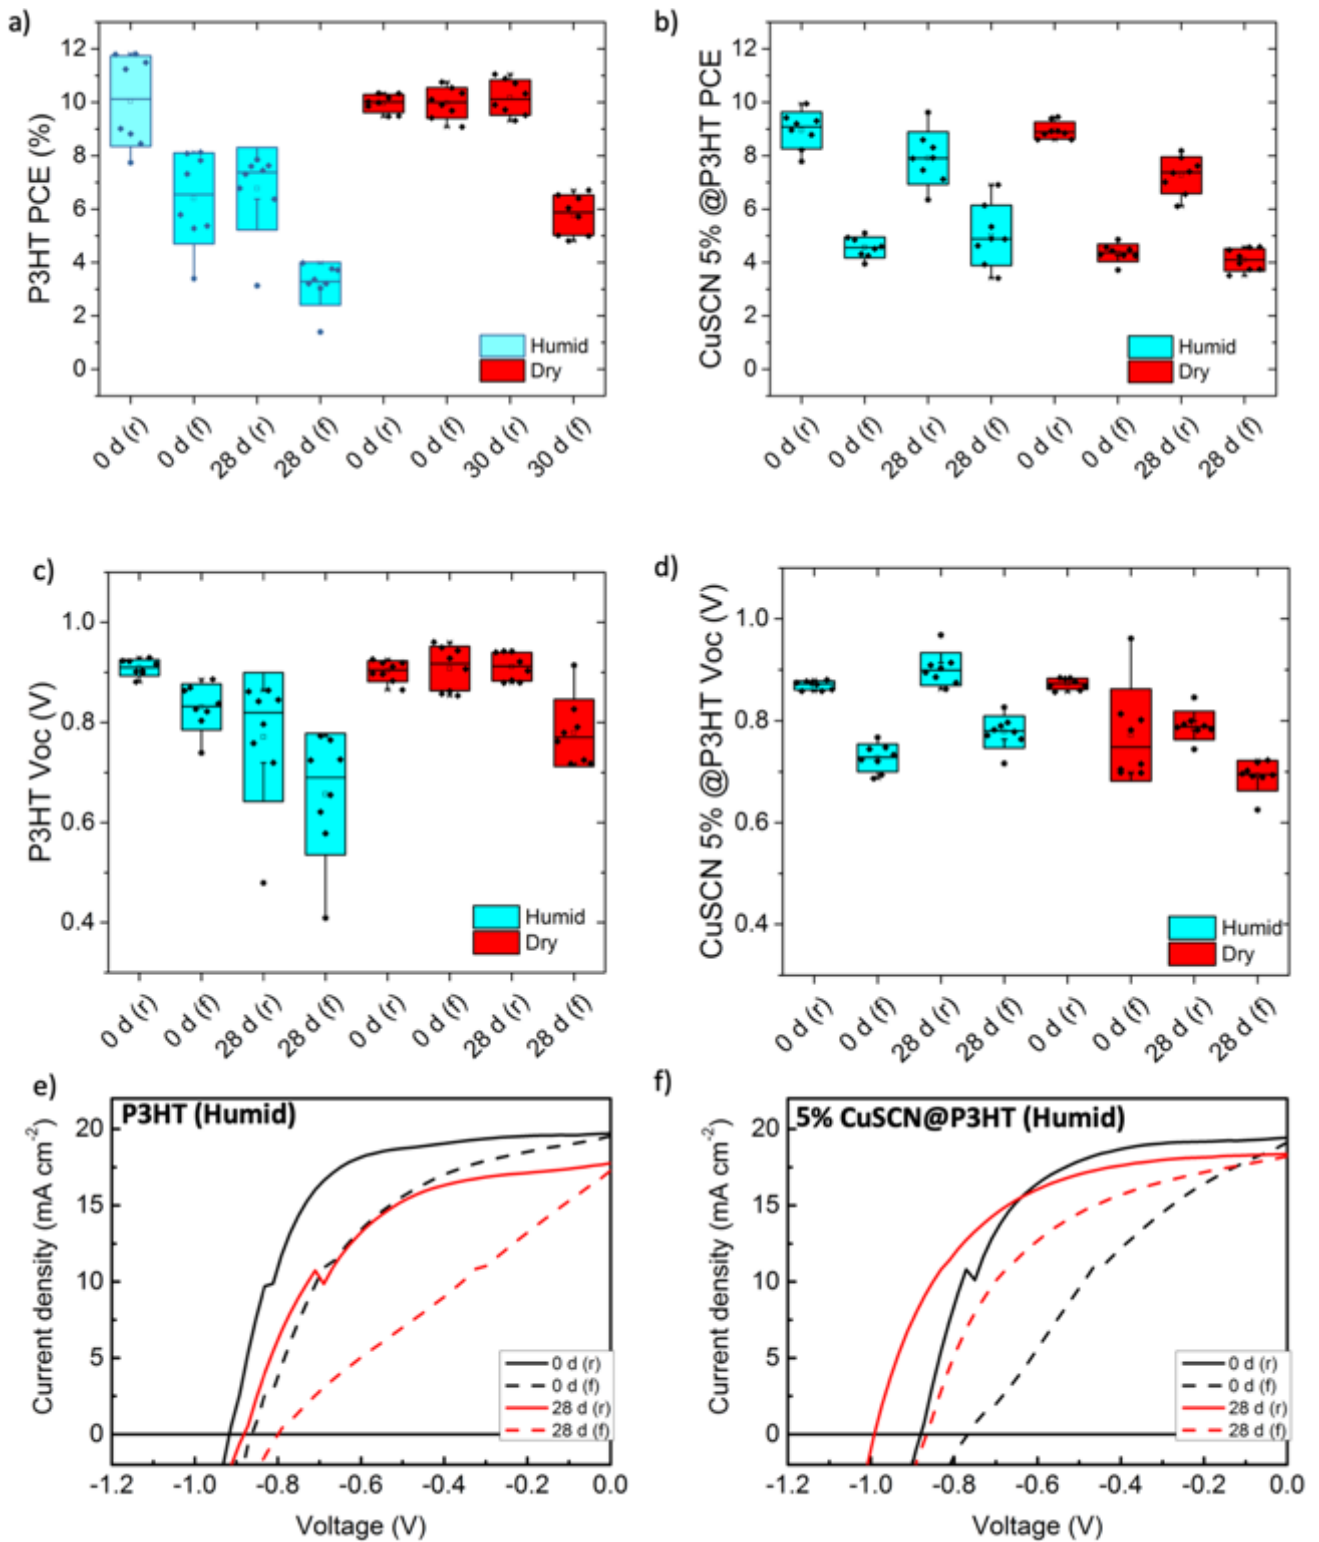 a)
P3HT PCE (%)
12
10
8
6
4
2
0
Humid
Dry
0 d (r)
0 d (f)
28 d (r)
28 d (f)
0 d (r)
0 d (f)
30 d (r)
30 d (f)
b)
CuSCN 5% @P3HT PCE
12
10
8
6
4
2
0
Humid
Dry
0 d (r)
0 d (f)
28 d (r)
28 d (f)
0 d (r)
0 d (f)
28 d (r)
28 d (f)
c)
P3HT Voc (V)
1.0
0.8
0.6
0.4
Humid
Dry
0 d (r)
0 d (f)
28 d (r)
28 d (f)
0 d (r)
0 d (f)
28 d (r)
28 d (f)
d)
CuSCN 5% @P3HT Voc (V)
1.0
0.8
0.6
0.4
Humid
Dry
0 d (r)
0 d (f)
28 d (r)
28 d (f)
0 d (r)
0 d (f)
28 d (r)
28 d (f)
e)
P3HT (Humid)
Current density (mA cm-2)
20
15
10
5
0
0 d (r)
0 d (f)
28 d (r)
28 d (f)
-1.2 -1.0 -0.8 -0.6 -0.4 -0.2 0.0
Voltage (V)
f)
5% CuSCN@P3HT (Humid)
Current density (mA cm-2)
20
15
10
5
0
0 d (r)
0 d (f)
28 d (r)
28 d (f)
-1.2 -1.0 -0.8 -0.6 -0.4 -0.2 0.0
Voltage (V)